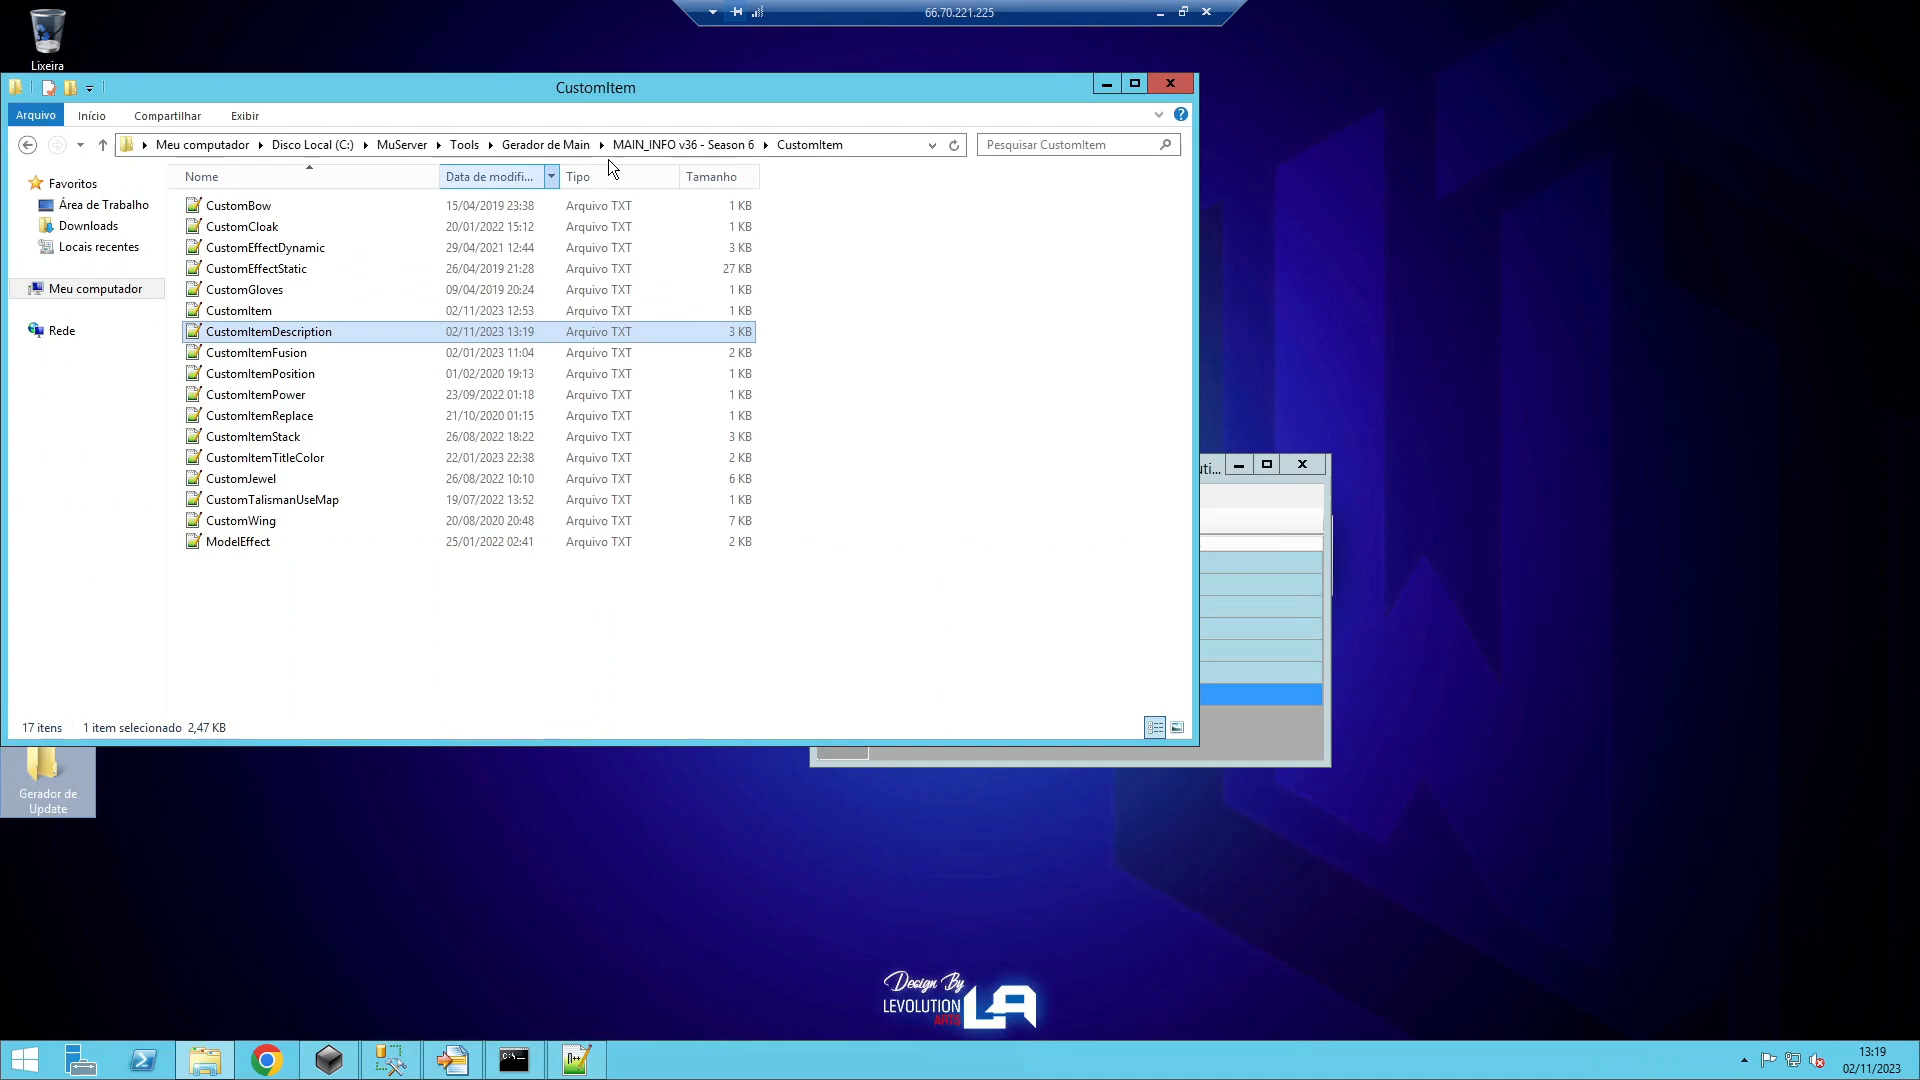 66.70.221.225
Lixeira
CustomItem
Arquivo Início Compartilhar Exibir
Meu computador Disco Local (C:) MuServer Tools Gerador de Main MAIN_INFO v36 - Season 6 CustomItem
Pesquisar CustomItem
Favoritos
Área de Trabalho
Downloads
Locais recentes
Meu computador
Rede
Nome Data de modifi... Tipo Tamanho
CustomBow 15/04/2019 23:38 Arquivo TXT 1 KB
CustomCloak 20/01/2022 15:12 Arquivo TXT 1 KB
CustomEffectDynamic 29/04/2021 12:44 Arquivo TXT 3 KB
CustomEffectStatic 26/04/2019 21:28 Arquivo TXT 27 KB
CustomGloves 09/04/2019 20:24 Arquivo TXT 1 KB
CustomItem 02/11/2023 12:53 Arquivo TXT 1 KB
CustomItemDescription 02/11/2023 13:19 Arquivo TXT 3 KB
CustomItemFusion 02/01/2023 11:04 Arquivo TXT 2 KB
CustomItemPosition 01/02/2020 19:13 Arquivo TXT 1 KB
CustomItemPower 23/09/2022 01:18 Arquivo TXT 1 KB
CustomItemReplace 21/10/2020 01:15 Arquivo TXT 1 KB
CustomItemStack 26/08/2022 18:22 Arquivo TXT 3 KB
CustomItemTitleColor 22/01/2023 22:38 Arquivo TXT 2 KB
CustomJewel 26/08/2022 10:10 Arquivo TXT 6 KB
CustomTalismanUseMap 19/07/2022 13:52 Arquivo TXT 1 KB
CustomWing 20/08/2020 20:48 Arquivo TXT 7 KB
ModelEffect 25/01/2022 02:41 Arquivo TXT 2 KB
17 itens 1 item selecionado 2,47 KB
Gerador de
Update
Design By
LEVOLUTION
ARTS
LA
13:19
02/11/2023